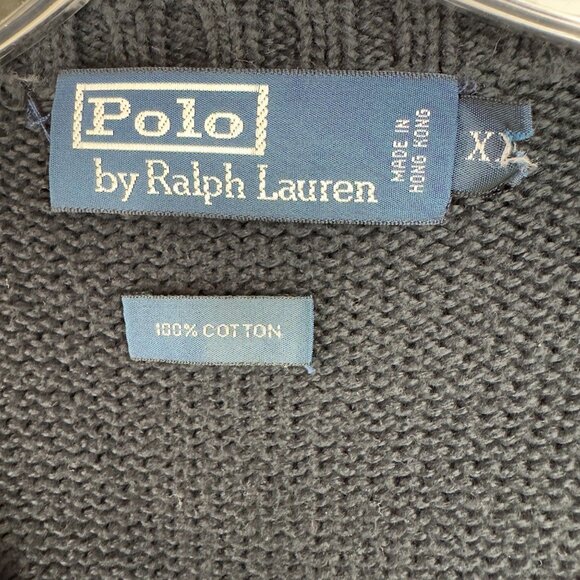 Polo
by Ralph Lauren
MADE IN
HONG KONG
XL
100% COTTON